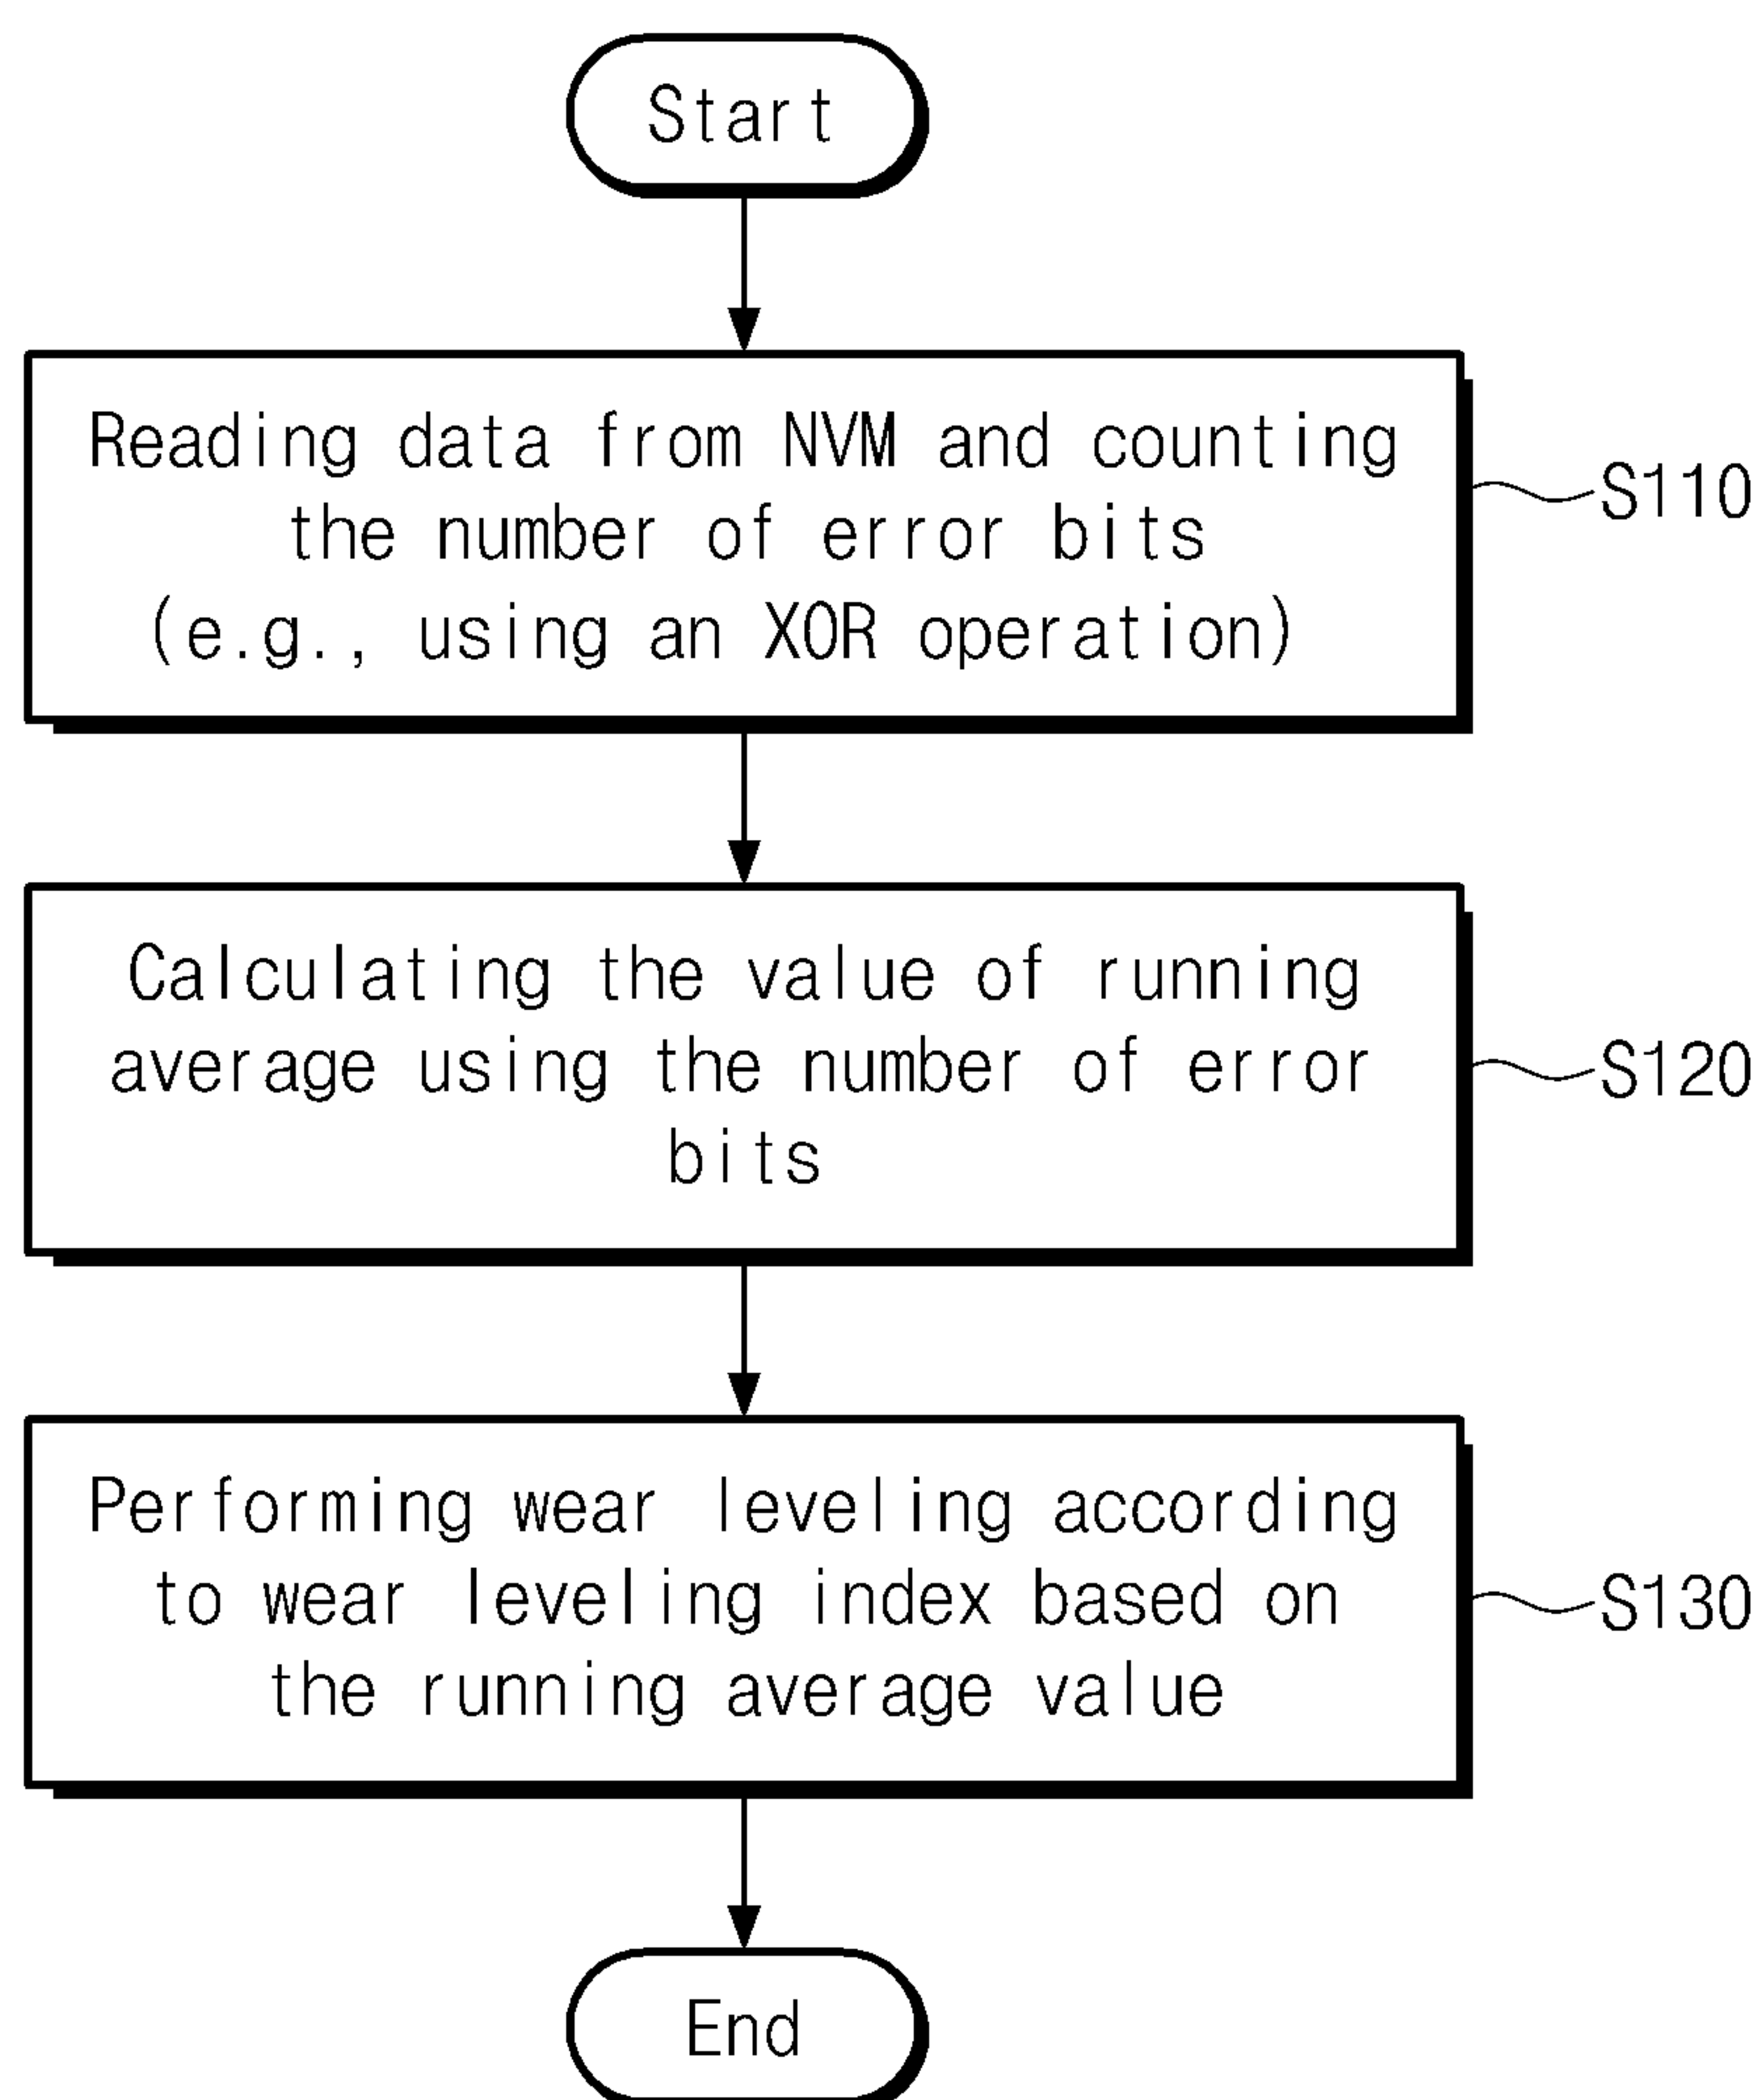 Start
Reading data from NVM and counting
the number of error bits
(e.g., using an XOR operation)
S110
Calculating the value of running
average using the number of error
bits
S120
Performing wear leveling according
to wear leveling index based on
the running average value
S130
End